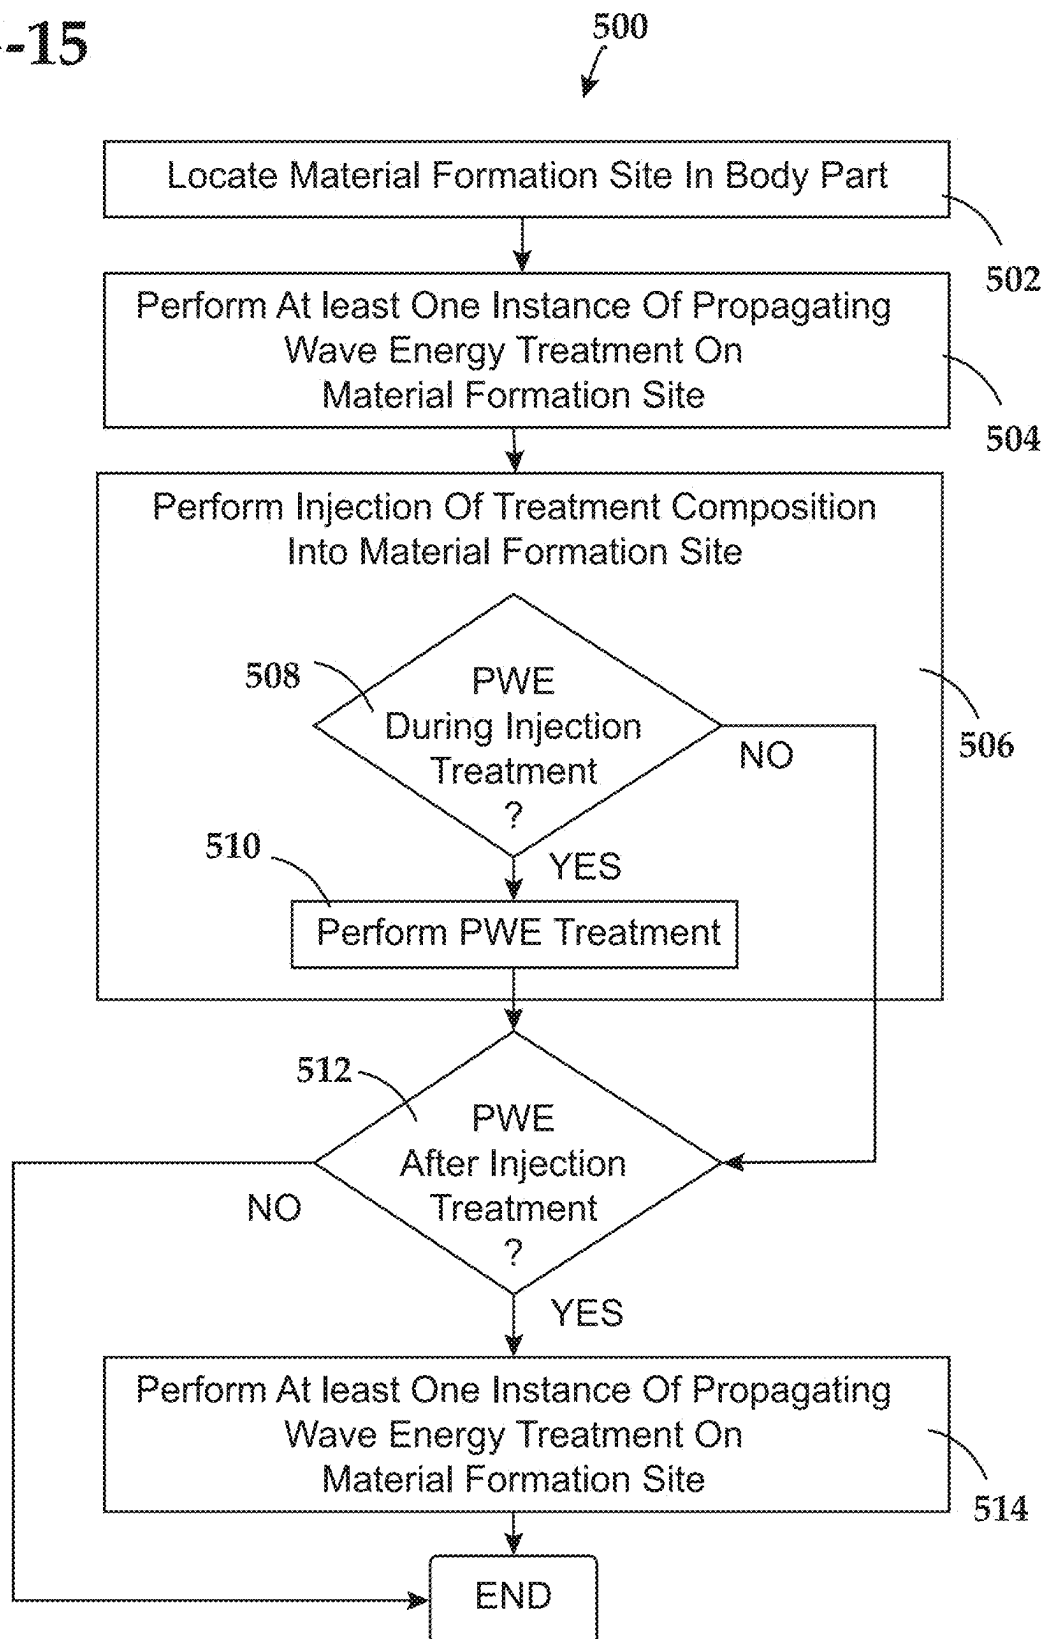 -15
500
Locate Material Formation Site In Body Part
502
Perform At least One Instance Of Propagating
Wave Energy Treatment On
Material Formation Site
504
Perform Injection Of Treatment Composition
Into Material Formation Site
506
508
PWE
During Injection
Treatment
?
NO
YES
510
Perform PWE Treatment
512
PWE
After Injection
Treatment
?
NO
YES
Perform At least One Instance Of Propagating
Wave Energy Treatment On
Material Formation Site
514
END